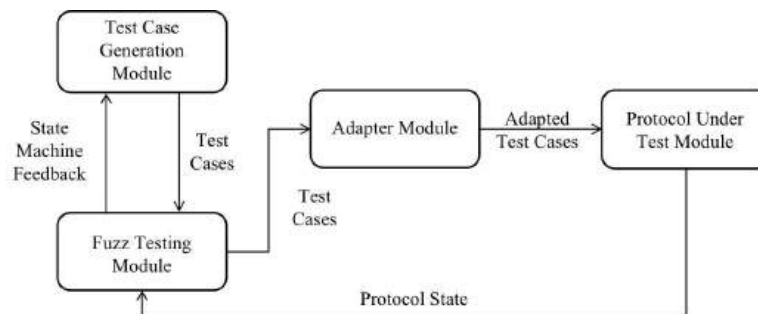 Test Case
Generation
Module
State
Machine
Feedback
Test
Cases
Adapter Module
Adapted
Test Cases
Protocol Under
Test Module
Test
Cases
Fuzz Testing
Module
Protocol State